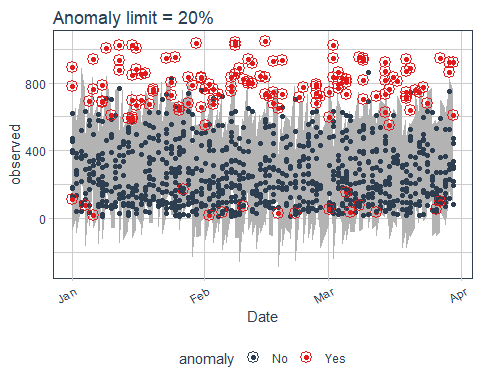 Anomaly limit = 20%
observed
800
400
0
Jan
Feb
Mar
Apr
Date
anomaly No Yes